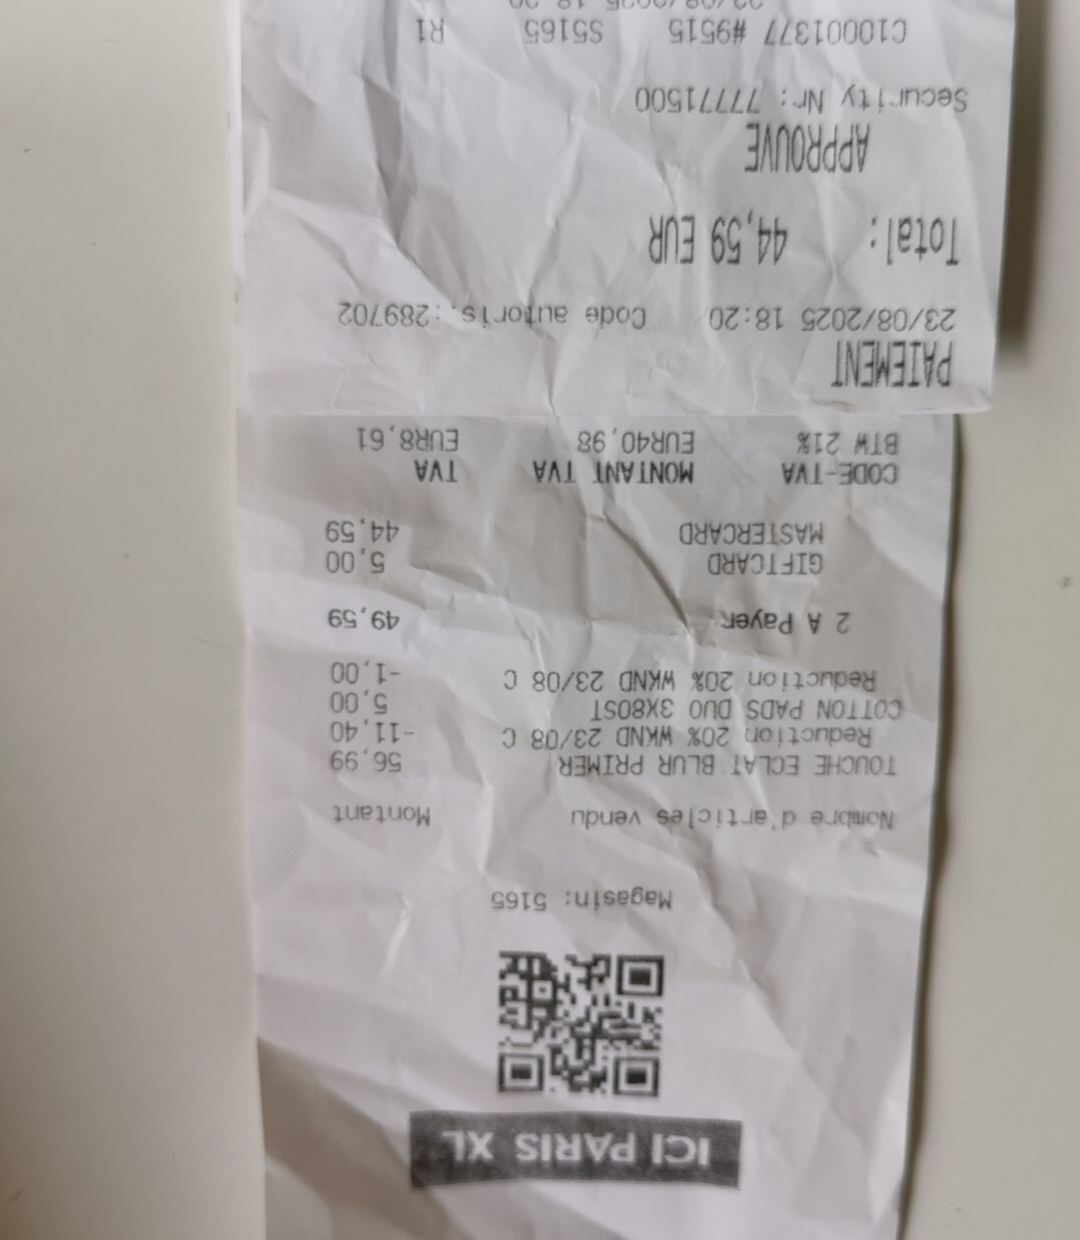 ICI PARIS XL
Magasin: 5165
Nombre d'articles vendu Montant
TOUCHE ECLAT BLUR PRIMER 56,99
Reduction 20% WKND 23/08 C -11,40
COTTON PADS DUO 3X80ST 5,00
Reduction 20% WKND 23/08 C -1,00
2 A Payer 49,59
GIFTCARD 5,00
MASTERCARD 44,59
CODE-TVA MONTANT TVA TVA
BTW 21% EUR40,98 EUR8,61
PAIEMENT
23/08/2025 18:20 Code autoris.:289702
Total: 44,59 EUR
APPROUVE
Security Nr: 77771500
C10001377 #9515 S5165 R1